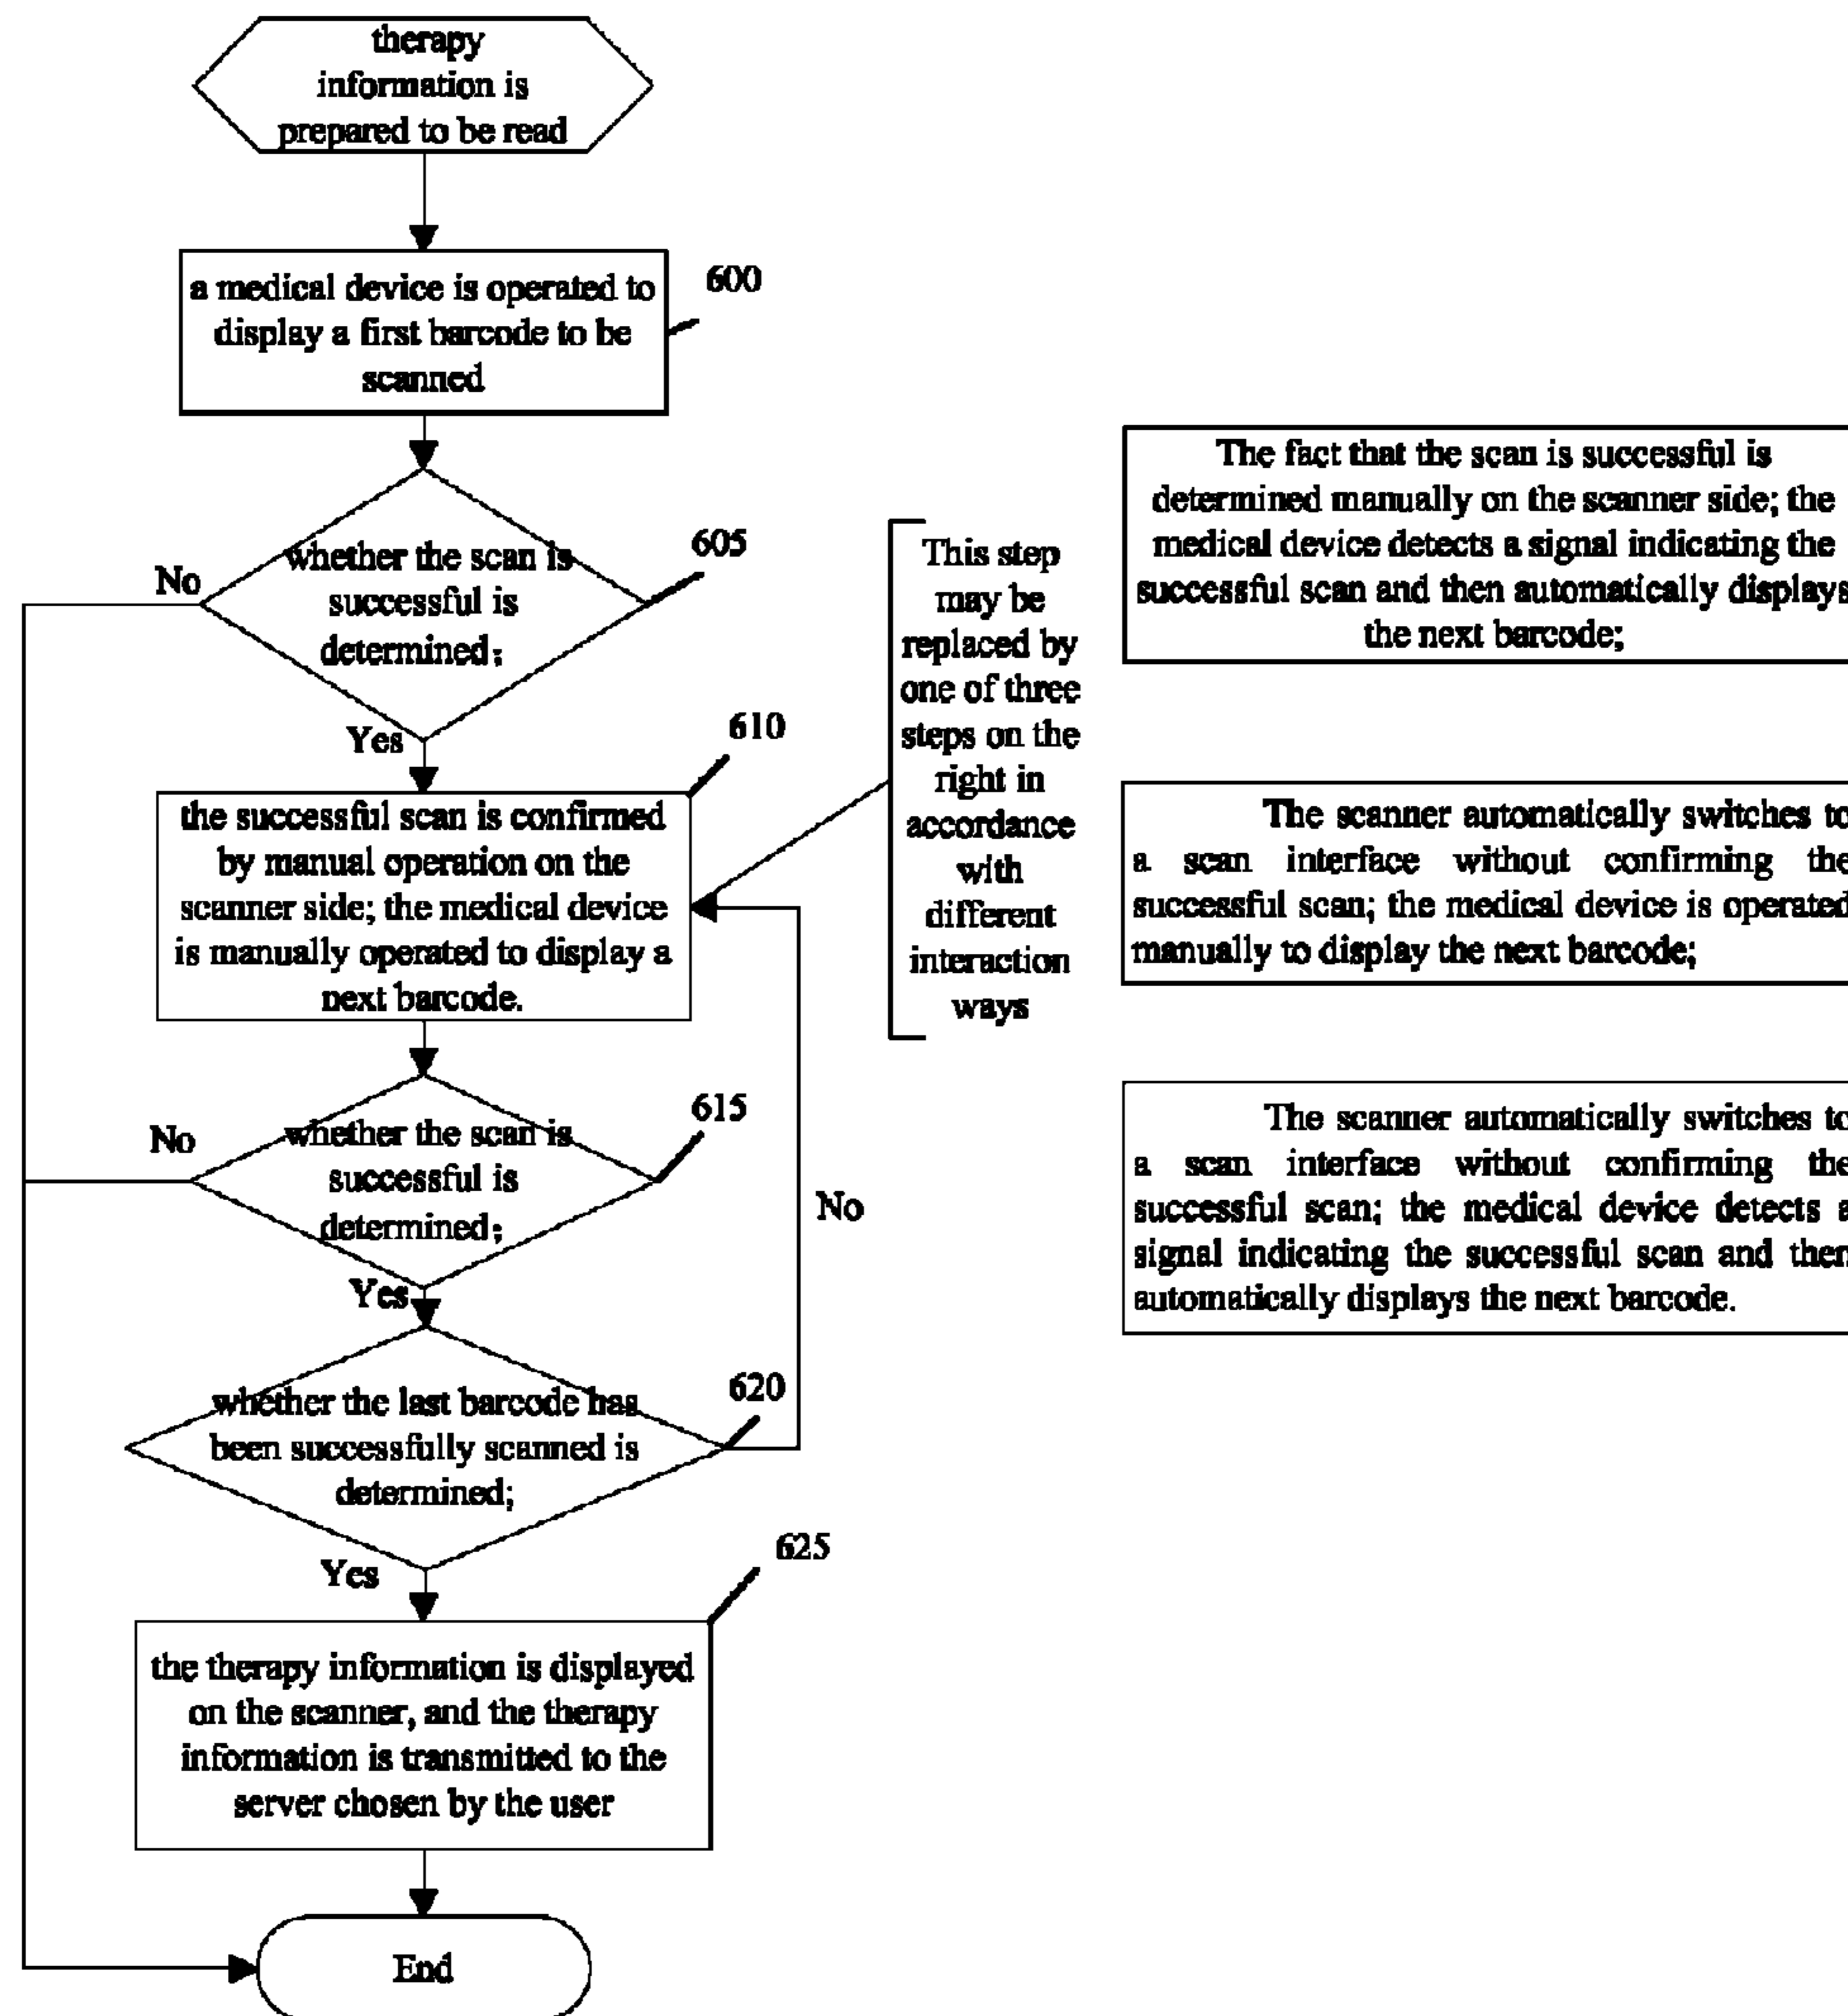 therapy
information is
prepared to be read
a medical device is operated to
display a first barcode to be
scanned
600
whether the scan is
successful is
determined;
605
No
Yes
610
the successful scan is confirmed
by manual operation on the
scanner side; the medical device
is manually operated to display a
next barcode.
This step
may be
replaced by
one of three
steps on the
right in
accordance
with
different
interaction
ways
The fact that the scan is successful is
determined manually on the scanner side; the
medical device detects a signal indicating the
successful scan and then automatically displays
the next barcode;
The scanner automatically switches to
a scan interface without confirming the
successful scan; the medical device is operated
manually to display the next barcode;
The scanner automatically switches to
a scan interface without confirming the
successful scan; the medical device detects a
signal indicating the successful scan and then
automatically displays the next barcode.
whether the scan is
successful is
determined;
615
No
Yes
No
whether the last barcode has
been successfully scanned is
determined;
620
Yes
625
the therapy information is displayed
on the scanner, and the therapy
information is transmitted to the
server chosen by the user
End